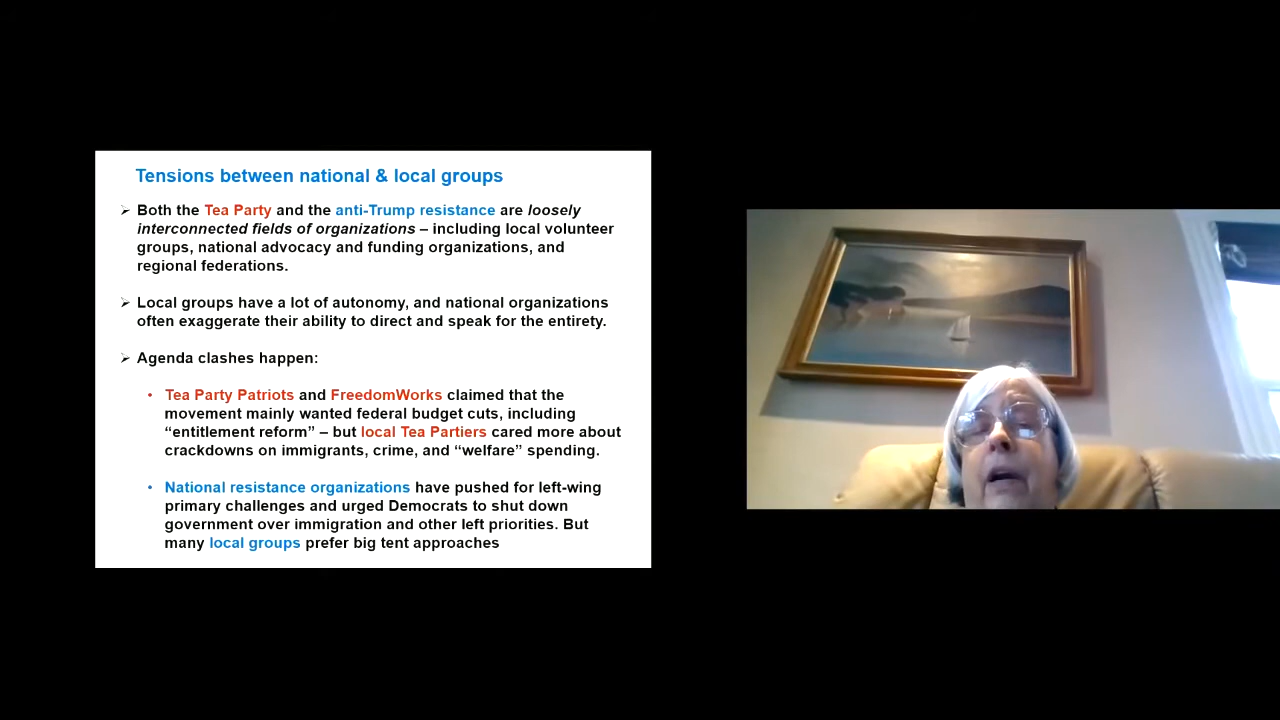 Tensions between national & local groups
➢ Both the Tea Party and the anti-Trump resistance are loosely
interconnected fields of organizations – including local volunteer
groups, national advocacy and funding organizations, and
regional federations.
➢ Local groups have a lot of autonomy, and national organizations
often exaggerate their ability to direct and speak for the entirety.
➢ Agenda clashes happen:
• Tea Party Patriots and FreedomWorks claimed that the
movement mainly wanted federal budget cuts, including
“entitlement reform” – but local Tea Partiers cared more about
crackdowns on immigrants, crime, and “welfare” spending.
• National resistance organizations have pushed for left-wing
primary challenges and urged Democrats to shut down
government over immigration and other left priorities. But
many local groups prefer big tent approaches